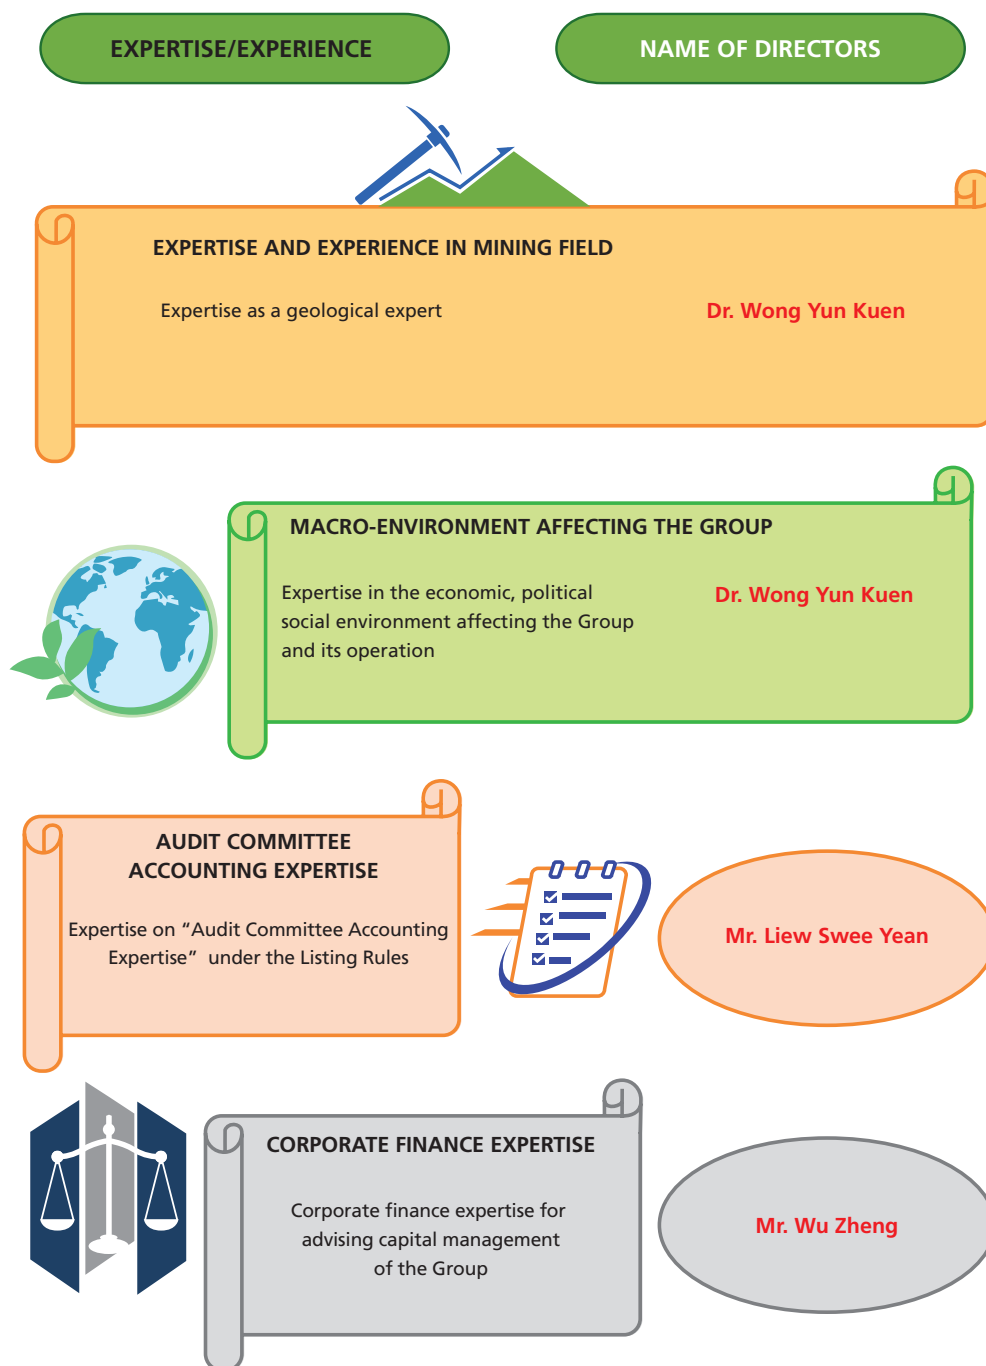 EXPERTISE/EXPERIENCE
NAME OF DIRECTORS
EXPERTISE AND EXPERIENCE IN MINING FIELD
Expertise as a geological expert
Dr. Wong Yun Kuen
MACRO-ENVIRONMENT AFFECTING THE GROUP
Expertise in the economic, political
social environment affecting the Group
and its operation
Dr. Wong Yun Kuen
AUDIT COMMITTEE
ACCOUNTING EXPERTISE
Expertise on “Audit Committee Accounting
Expertise” under the Listing Rules
Mr. Liew Swee Yean
CORPORATE FINANCE EXPERTISE
Corporate finance expertise for
advising capital management
of the Group
Mr. Wu Zheng